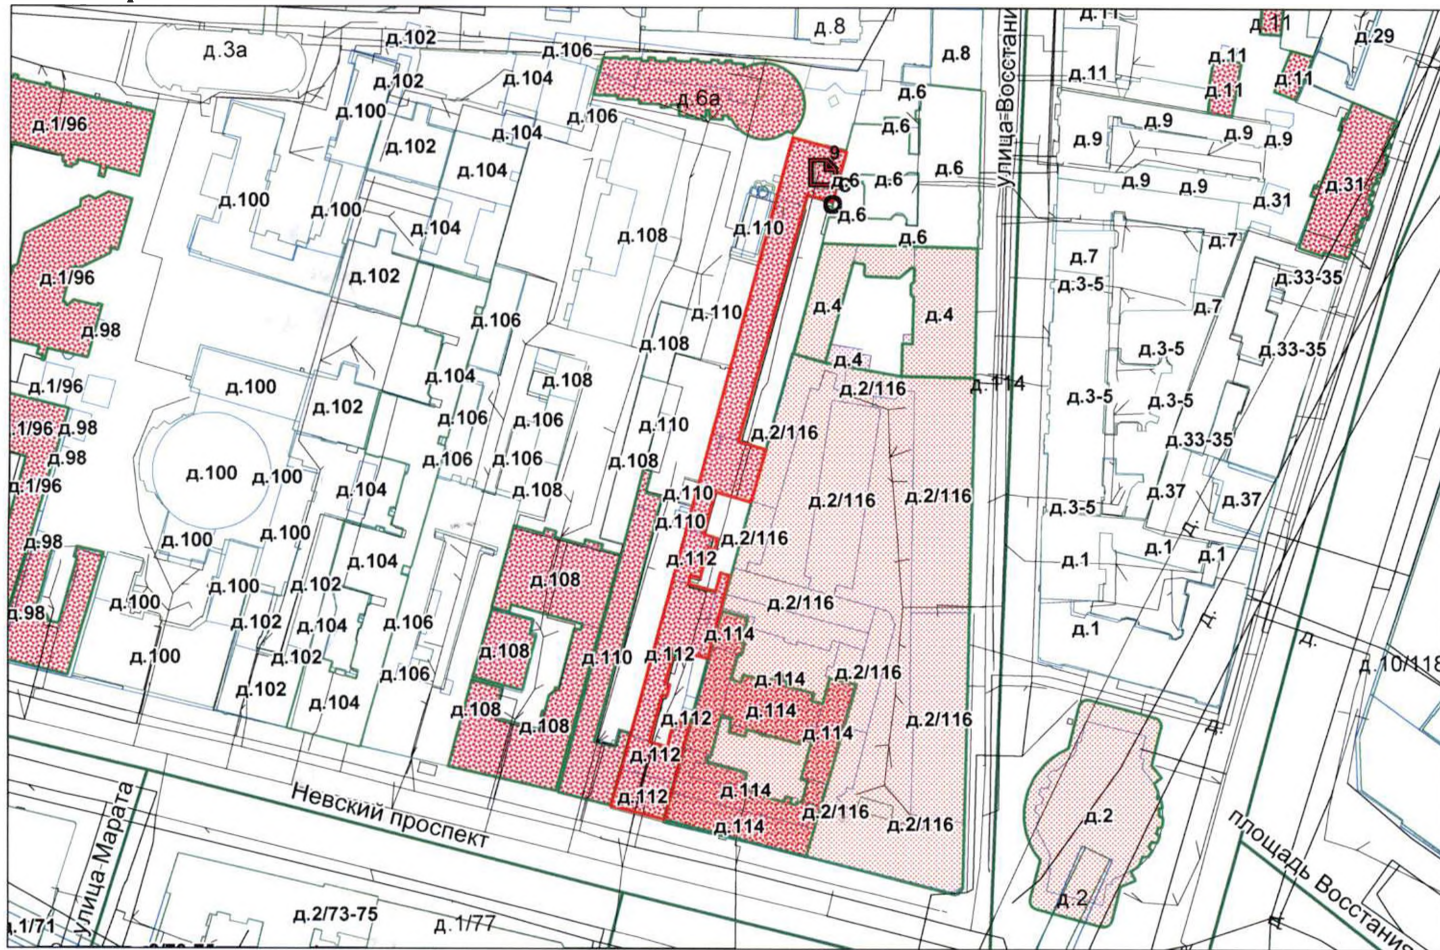 д.3а
д.102
д.106
д.8
д.11
д.11
д.29
д.8
д.104
д.102
д.11
д.11
д.11
д.11
д.6
д.6а
д.100
д.106
д.104
д.1/96
д.6
д.9
д.9
д.9
д.9
д.102
9
д.104
д.6
д.6
д.6
С
д.9
д.9
д.31
д.100
д.100
д.31
д.104
д.110
д.6
О
д.108
д.6
д.7
д.7
д.1/96
д.102
д.3-5
д.33-35
д.110
д.4
д.4
д.7
д.106
д.98
д.108
д.3-5
д.33-35
д.4
д.104
д.108
д.1/96
д.100
д.2/116
д.114
д.102
д.106
д.106
д.110
д.3-5
д.3-5
1/96
д.98
д.2/116
д.33-35
д.98
д.106
д.106
д.108
д.100
д.100
д.1/96
д.104
д.108
д.110
д.2/116
д.2/116
д.37
д.37
д.3-5
д.110
д.98
д.100
д.100
д.2/116
д.
д.1
д.1
д.1
д.104
д.112
д.108
д.100
д.102
д.100
д.2/116
д.98
д.102
д.104
д.106
д.114
д.1
д.
д.
д.100
д.102
д.108
д.110
д.112
д.10/118
д.106
д.114
д.2/116
д.102
д.104
д.108
д.108
д.112
д.114
д.114
д.2/116
д.
д.112
д.112
д.114
д.114
д.2/116
д.2/116
д.2
д.2
д.2/73-75
д.1/77
д.1/71
улица Восстани
Невский проспект
улица Марата
площадь Восстания